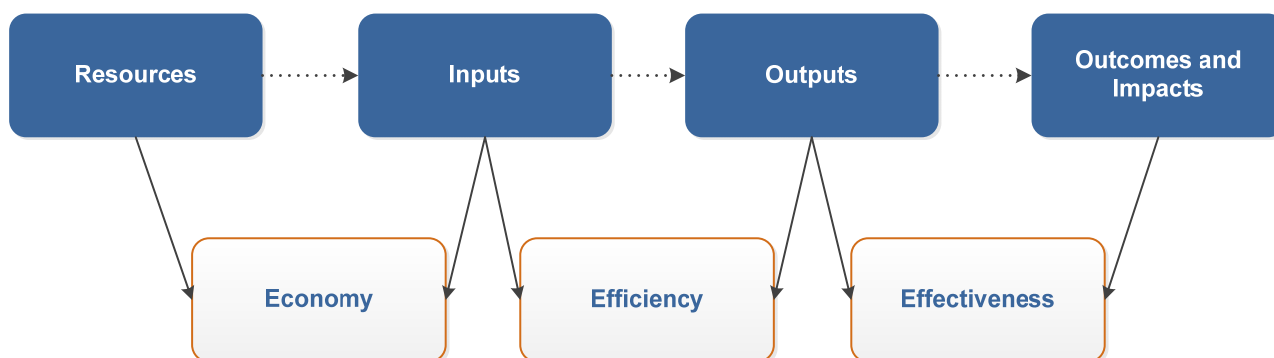 Resources
Inputs
Outputs
Outcomes and
Impacts
Economy
Efficiency
Effectiveness